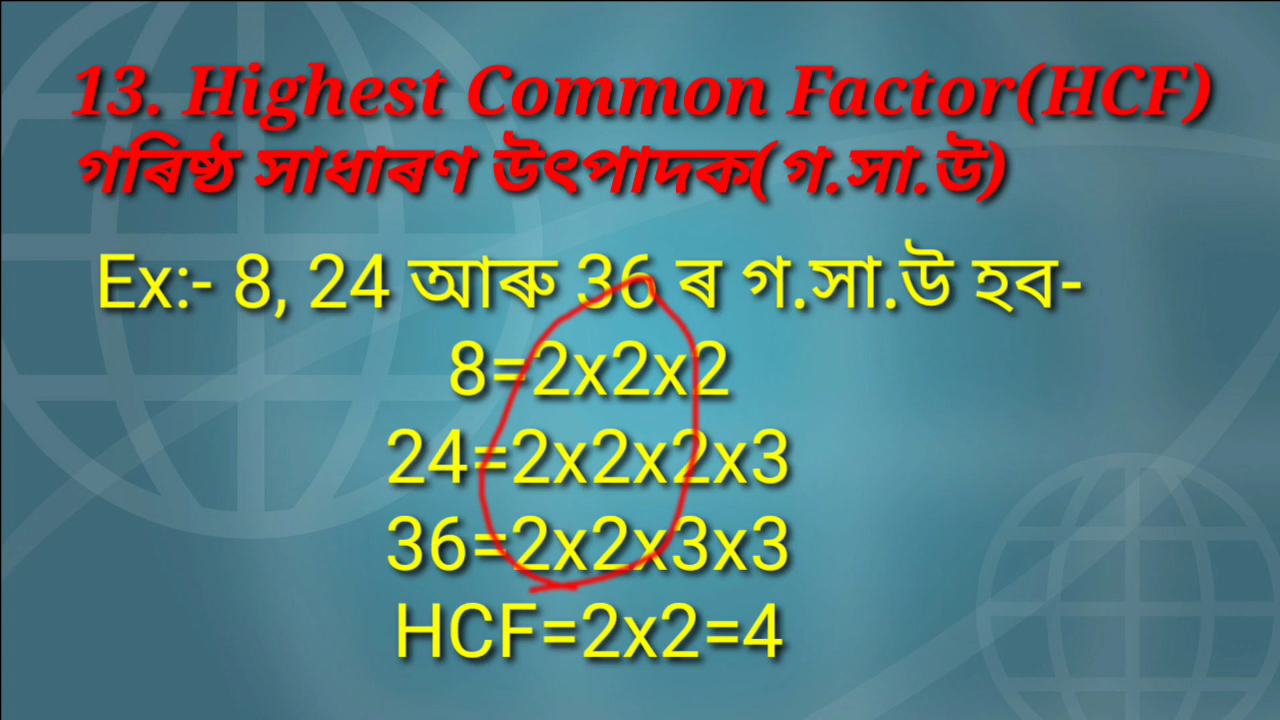 13. Highest Common Factor(HCF)
গৰিষ্ঠ সাধাৰণ উৎপাদক(গ.সা.উ)
Ex:- 8, 24 আৰু 36 ৰ গ.সা.উ হব-
8=2x2x2
24=2x2x2x3
36=2x2x3x3
HCF=2x2=4